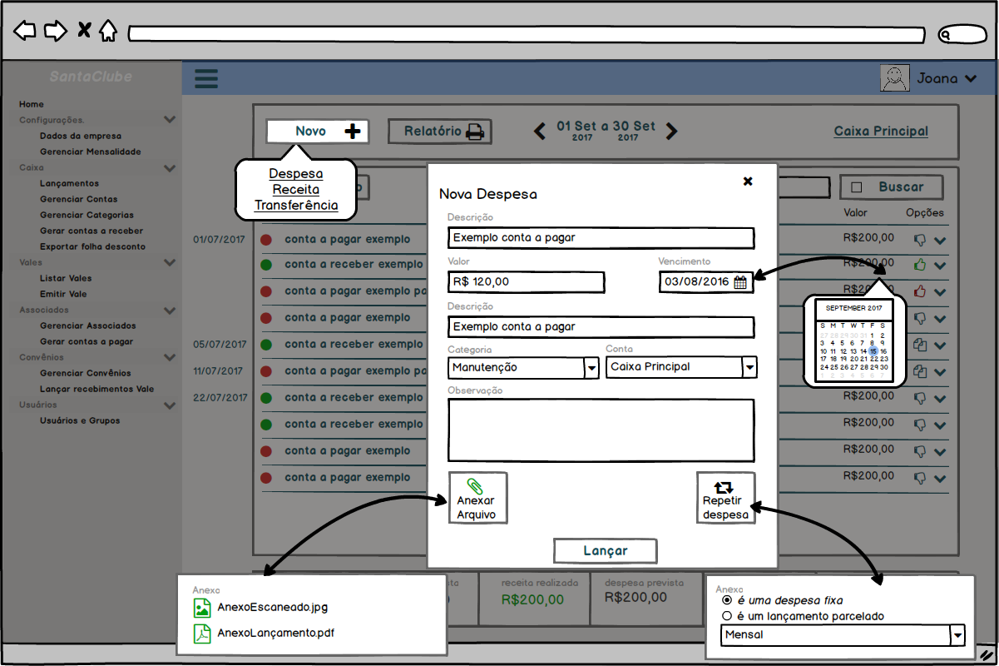 SantaClube
Joana
Home
Configurações.
Dados da empresa
Gerenciar Mensalidade
Caixa
Lançamentos
Gerenciar Contas
Gerenciar Categorias
Gerar contas a receber
Exportar folha desconto
Vales
Listar Vales
Emitir Vale
Associados
Gerenciar Associados
Gerar contas a pagar
Convênios
Gerenciar Convênios
Lançar recebimentos Vale
Usuários
Usuários e Grupos
Novo
Relatório
01 Set a 30 Set
2017 2017
Caixa Principal
Despesa
Receita
Transferência
Buscar
Valor Opções
01/07/2017 conta a pagar exemplo R$200,00
conta a receber exemplo R$200,00
conta a pagar exemplo pa R$200,00
conta a pagar exemplo
05/07/2017 conta a receber exemplo
11/07/2017 conta a pagar exemplo pa
22/07/2017 conta a receber exemplo R$200,00
conta a receber exemplo R$200,00
conta a pagar exemplo R$200,00
conta a pagar exemplo R$200,00
Nova Despesa
Descrição
Exemplo conta a pagar
Valor Vencimento
R$ 120,00 03/08/2016
Descrição
Exemplo conta a pagar
Categoria Conta
Manutenção Caixa Principal
Observação
Anexar
Arquivo
Repetir
despesa
Lançar
SEPTEMBER 2017
S M T W T F S
27 28 29 30 31 1 2
3 4 5 6 7 8 9
10 11 12 13 14 15 16
17 18 19 20 21 22 23
24 25 26 27 28 29 30
1 2 3 4 5 6 7
sta receita realizada despesa prevista
R$200,00 R$200,00
Anexo
AnexoEscaneado.jpg
AnexoLançamento.pdf
Anexo
é uma despesa fixa
é um lançamento parcelado
Mensal